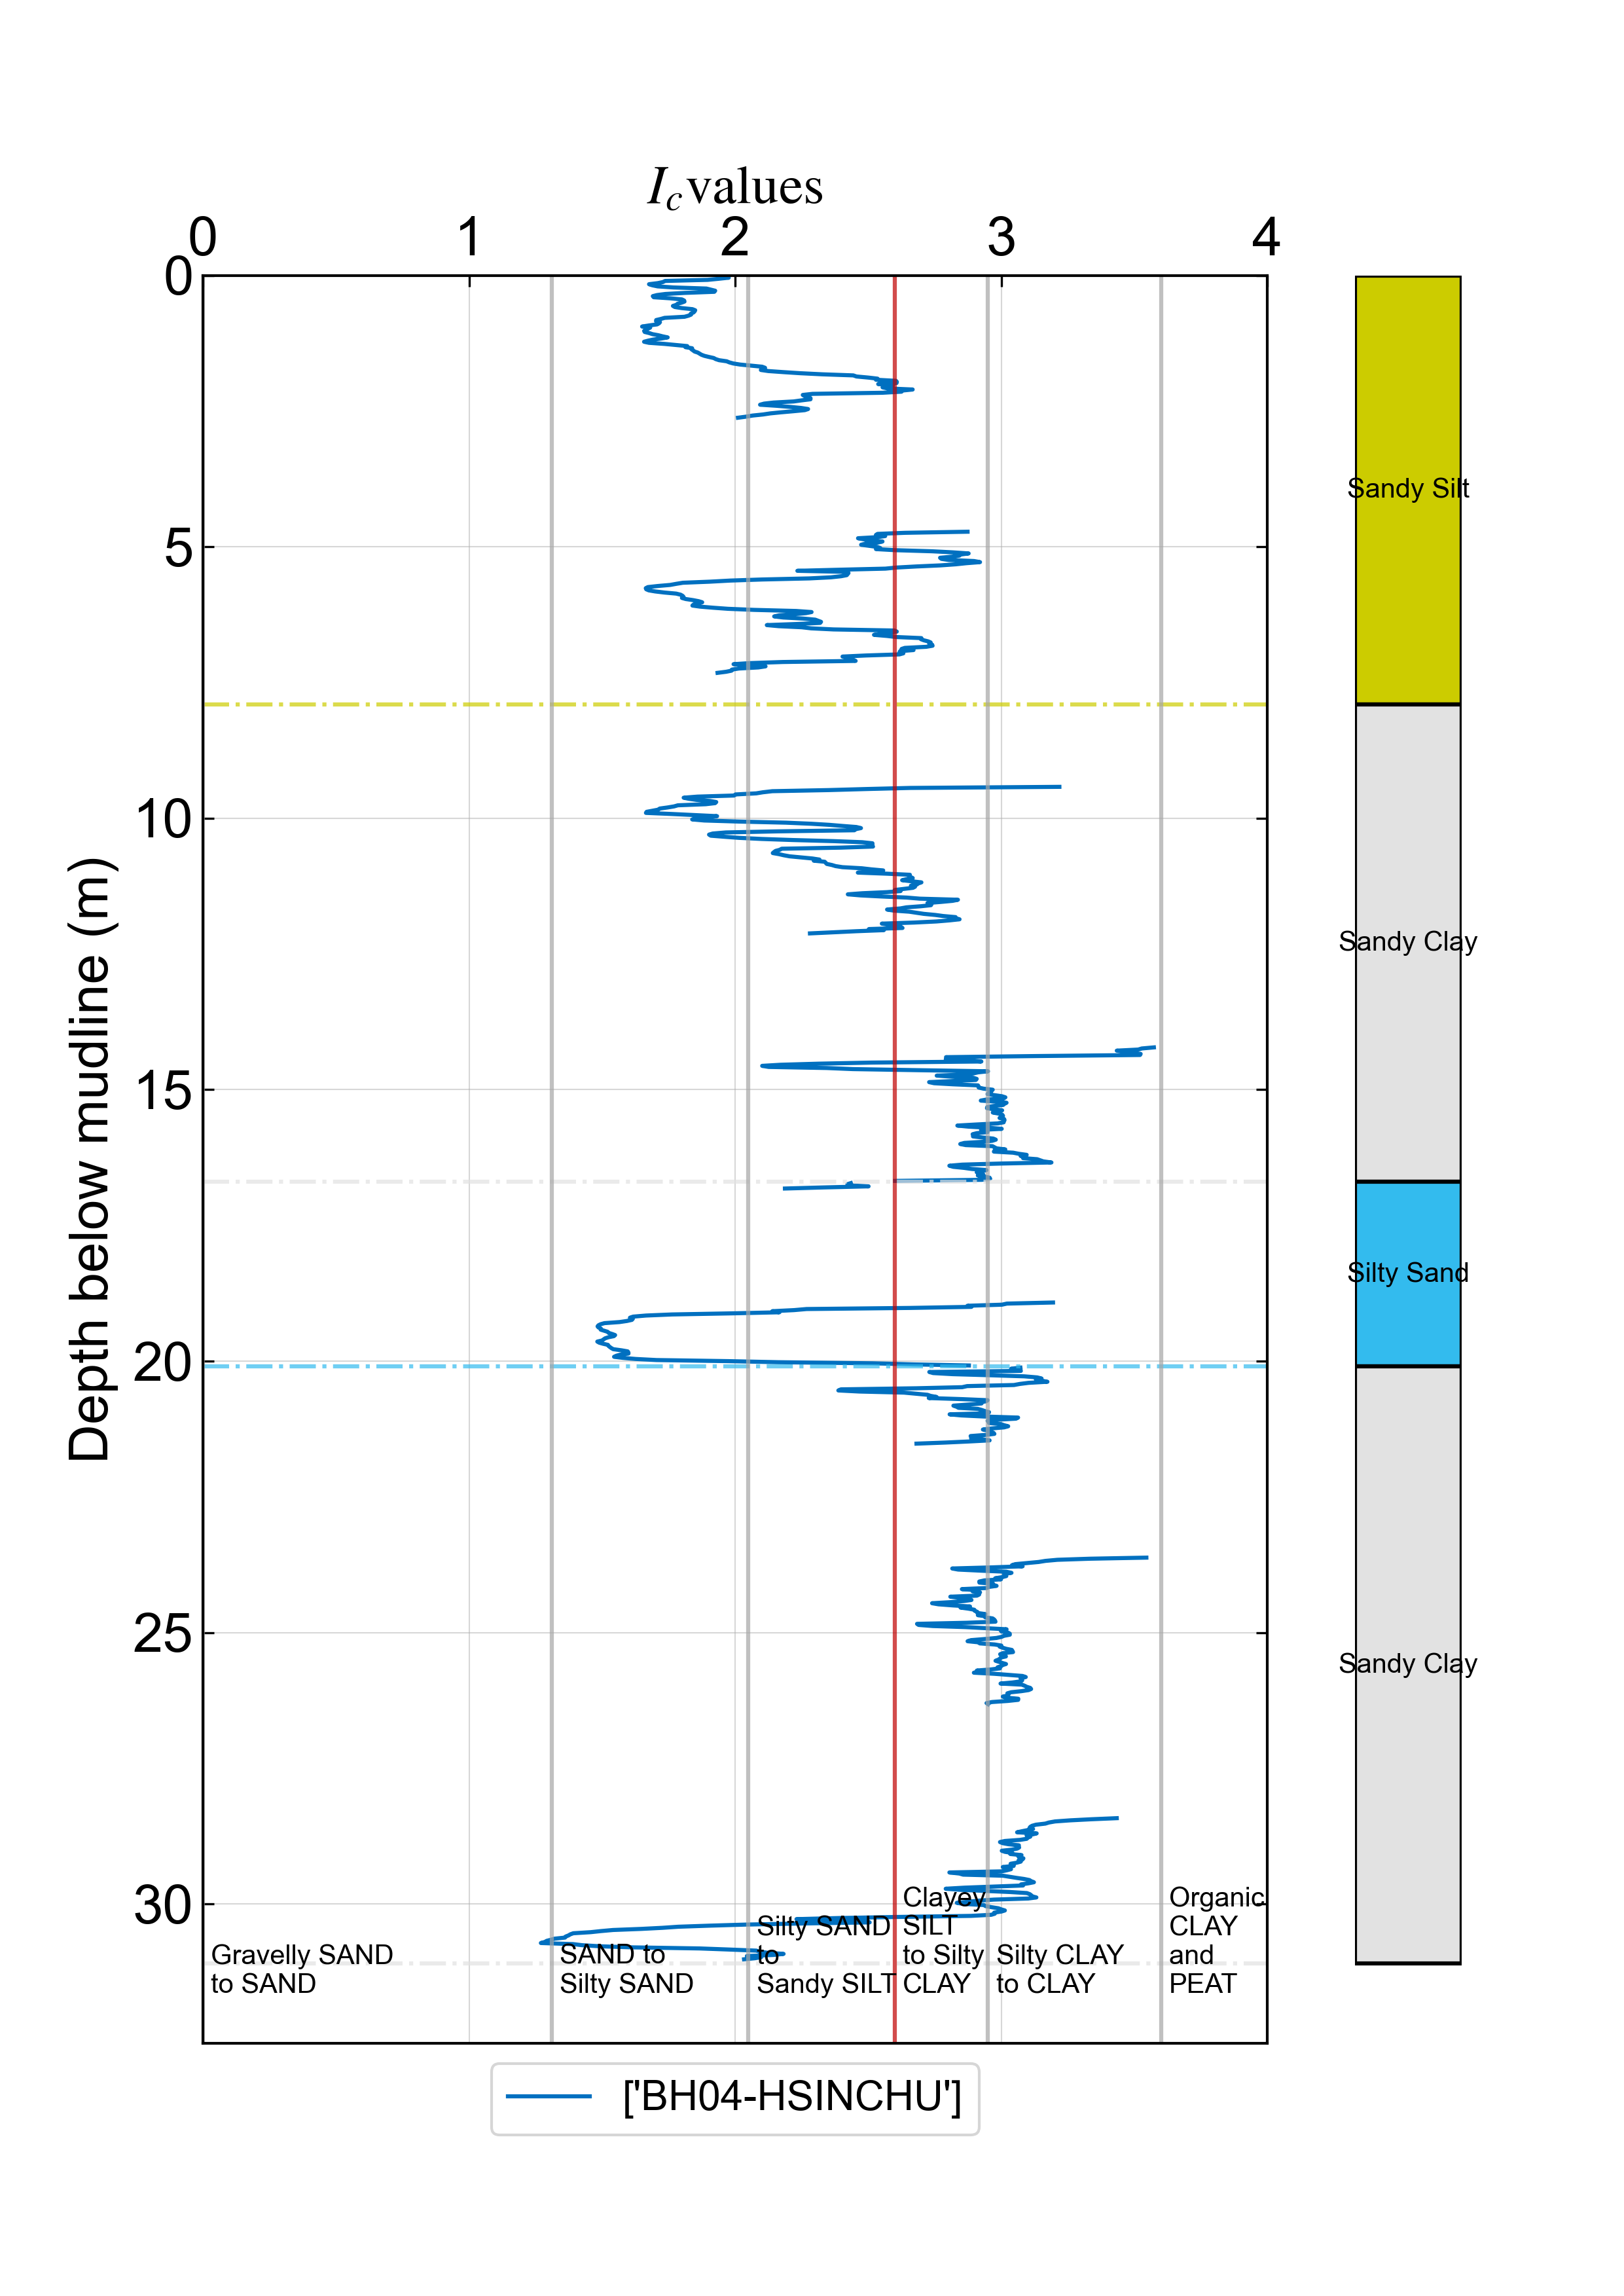 I_c values
0 1 2 3 4
0
5
10
15
20
25
30
Depth below mudline (m)
Sandy Silt
Sandy Clay
Silty Sand
Sandy Clay
Gravelly SAND
to SAND
SAND to
Silty SAND
Silty SAND
to
Sandy SILT
Clayey
SILT
to Silty
CLAY
Silty CLAY
to CLAY
Organic
CLAY
and
PEAT
['BH04-HSINCHU']